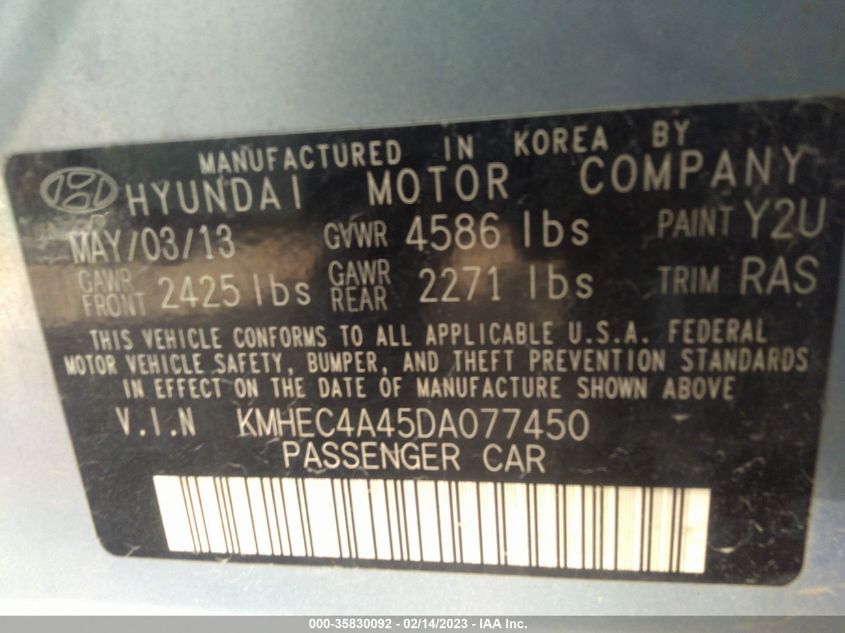 MANUFACTURED IN KOREA BY
HYUNDAI MOTOR COMPANY
MAY/03/13 GVWR 4586 lbs PAINT Y2U
GAWR FRONT 2425 lbs GAWR REAR 2271 lbs TRIM RAS
THIS VEHICLE CONFORMS TO ALL APPLICABLE U.S.A. FEDERAL
MOTOR VEHICLE SAFETY, BUMPER, AND THEFT PREVENTION STANDARDS
IN EFFECT ON THE DATE OF MANUFACTURE SHOWN ABOVE
V.I.N KMHEC4A45DA077450
PASSENGER CAR
000-35830092 - 02/14/2023 - IAA Inc.